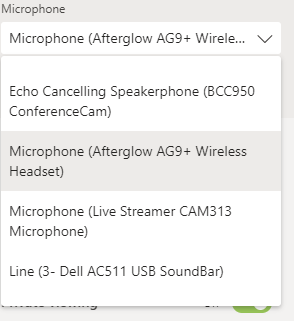 Microphone
Microphone (Afterglow AG9+ Wirele...
Echo Cancelling Speakerphone (BCC950
ConferenceCam)
Microphone (Afterglow AG9+ Wireless
Headset)
Microphone (Live Streamer CAM313
Microphone)
Line (3- Dell AC511 USB SoundBar)